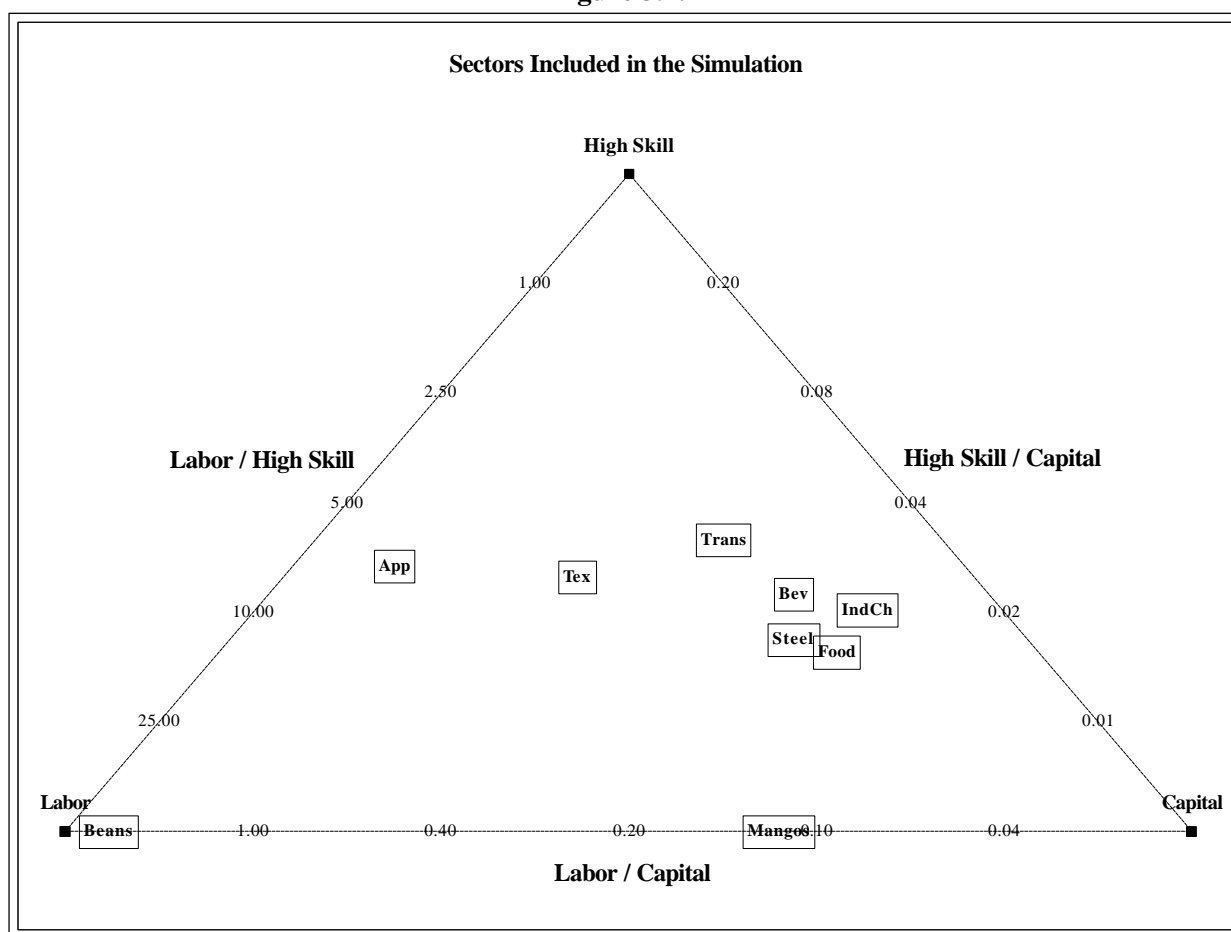 Sectors Included in the Simulation
High Skill
1.00 0.20
2.50 0.08
Labor / High Skill High Skill / Capital
5.00 0.04
Trans
App Tex
Bev
10.00 IndCh 0.02
Steel Food
25.00 0.01
Labor Capital
Beans 1.00 0.40 0.20 Mangos 0.10 0.04
Labor / Capital